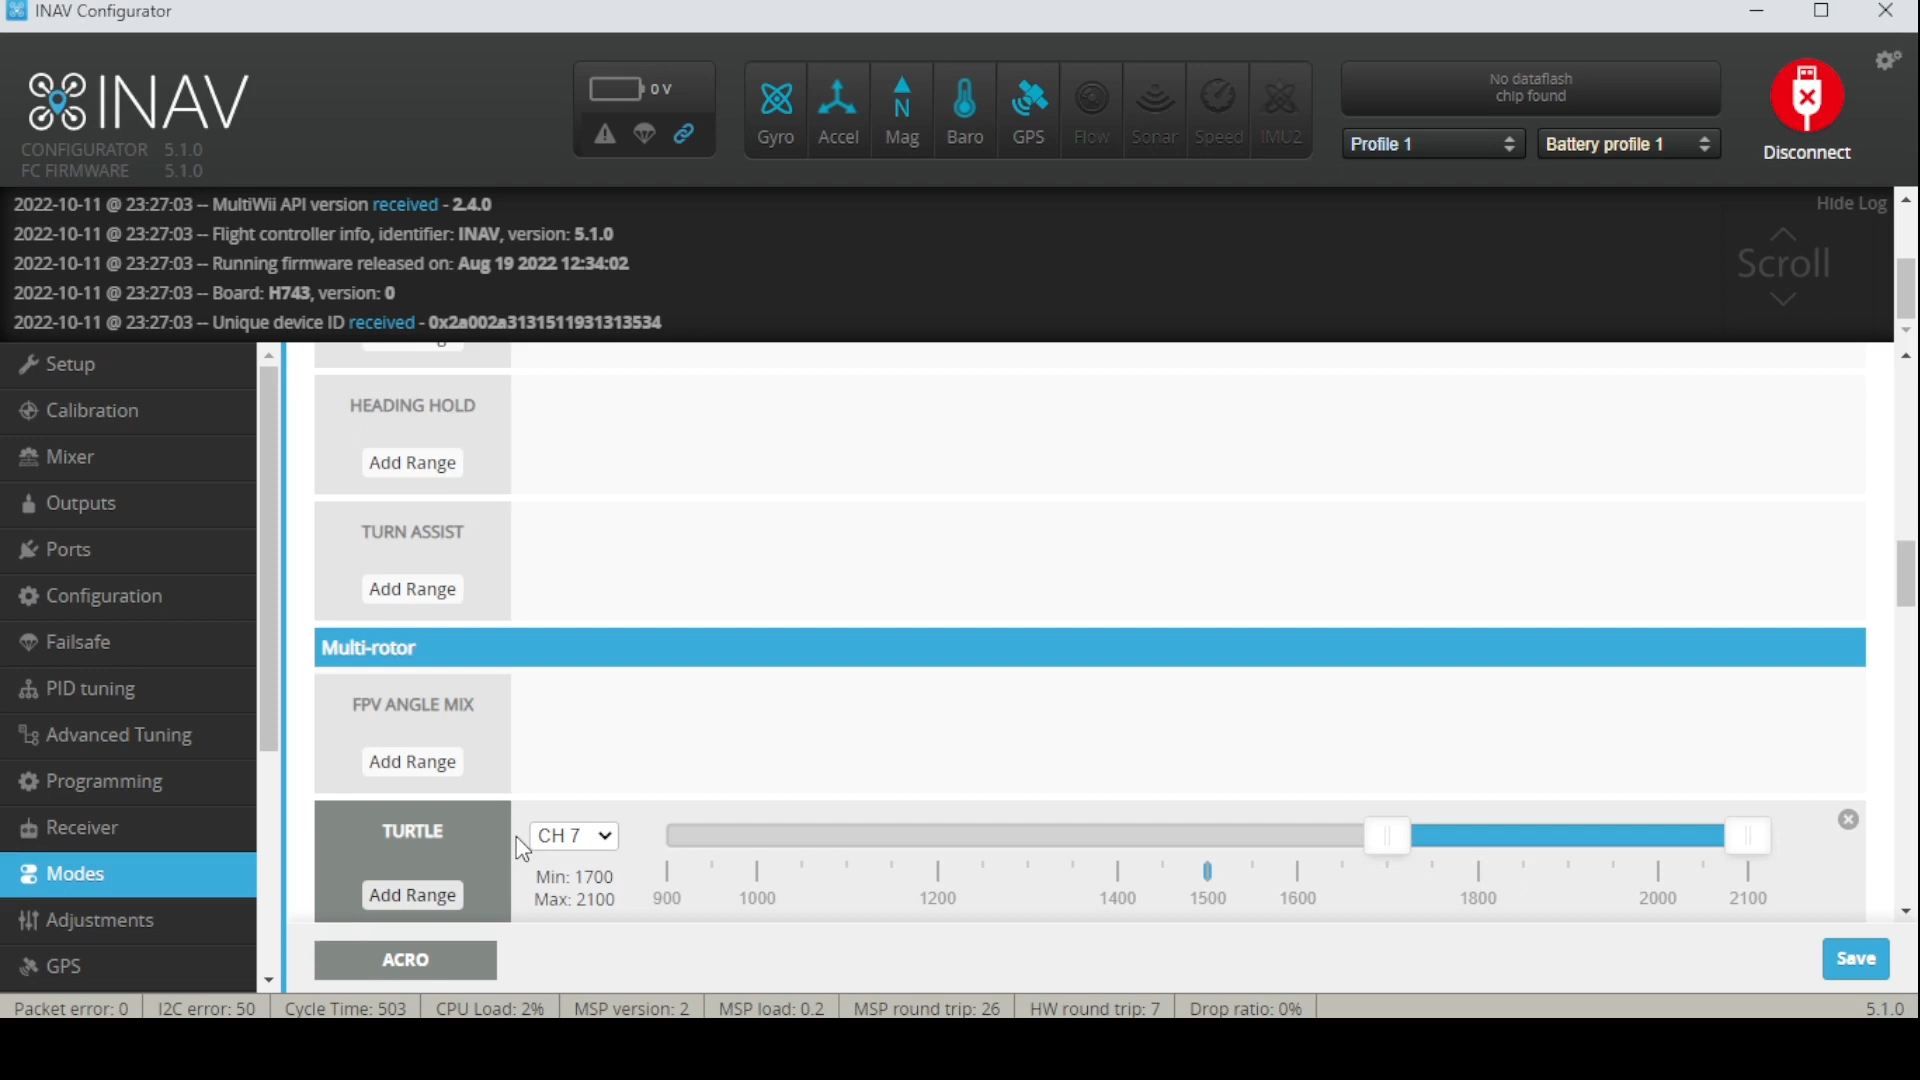 INAV Configurator
INAV
CONFIGURATOR 5.1.0
FC FIRMWARE 5.1.0
0 V
Gyro
Accel
N
Mag
Baro
GPS
Flow
Sonar
Speed
IMU2
No dataflash
chip found
Profile 1
Battery profile 1
Disconnect
2022-10-11 @ 23:27:03 -- MultiWii API version received - 2.4.0
2022-10-11 @ 23:27:03 -- Flight controller info, identifier: INAV, version: 5.1.0
2022-10-11 @ 23:27:03 -- Running firmware released on: Aug 19 2022 12:34:02
2022-10-11 @ 23:27:03 -- Board: H743, version: 0
2022-10-11 @ 23:27:03 -- Unique device ID received - 0x2a002a3131511931313534
Hide Log
Scroll
Setup
Calibration
Mixer
Outputs
Ports
Configuration
Failsafe
PID tuning
Advanced Tuning
Programming
Receiver
Modes
Adjustments
GPS
HEADING HOLD
Add Range
TURN ASSIST
Add Range
Multi-rotor
FPV ANGLE MIX
Add Range
TURTLE
Add Range
CH 7
Min: 1700
Max: 2100
900 1000 1200 1400 1500 1600 1800 2000 2100
ACRO
Save
Packet error: 0
I2C error: 50
Cycle Time: 503
CPU Load: 2%
MSP version: 2
MSP load: 0.2
MSP round trip: 26
HW round trip: 7
Drop ratio: 0%
5.1.0